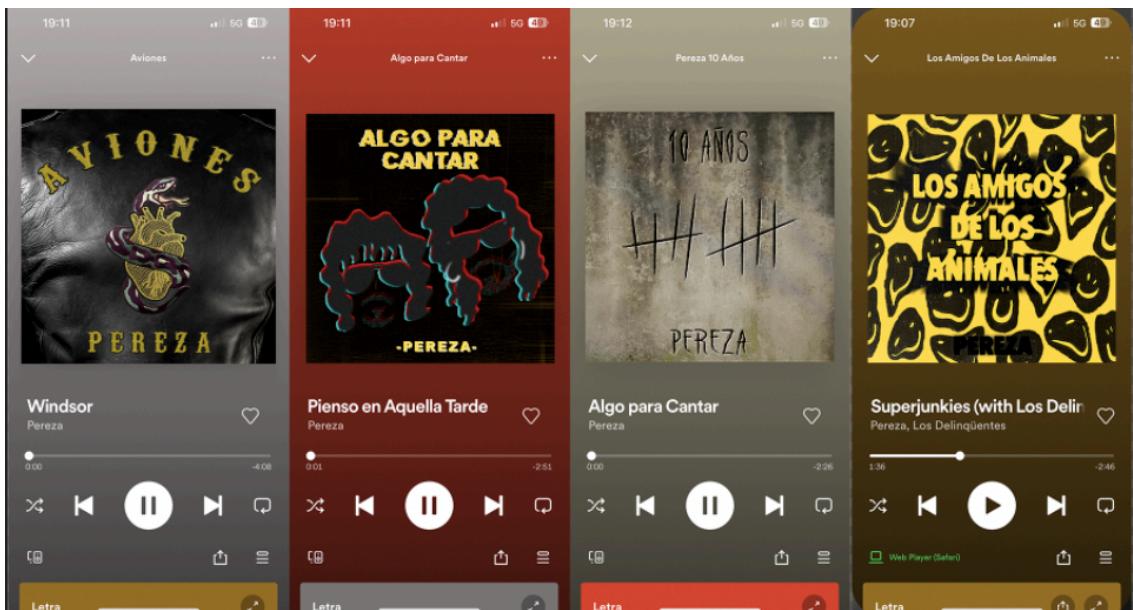 19:11
5G 49
Aviones
AVIONES
PEREZA
Windsor
Pereza
0:00
-4:08
Letra
19:11
5G 49
Algo para Cantar
ALGO PARA
CANTAR
-PEREZA-
Pienso en Aquella Tarde
Pereza
0:01
-2:51
Letra
19:12
5G 49
Pereza 10 Años
10 AÑOS
PEREZA
Algo para Cantar
Pereza
0:00
-2:26
Letra
19:07
5G
Los Amigos De Los Animales
LOS AMIGOS
DE LOS
ANIMALES
PEREZA
Superjunkies (with Los Delin
Pereza, Los Delinqüentes
1:36
-2:46
Web Player (Safari)
Letra